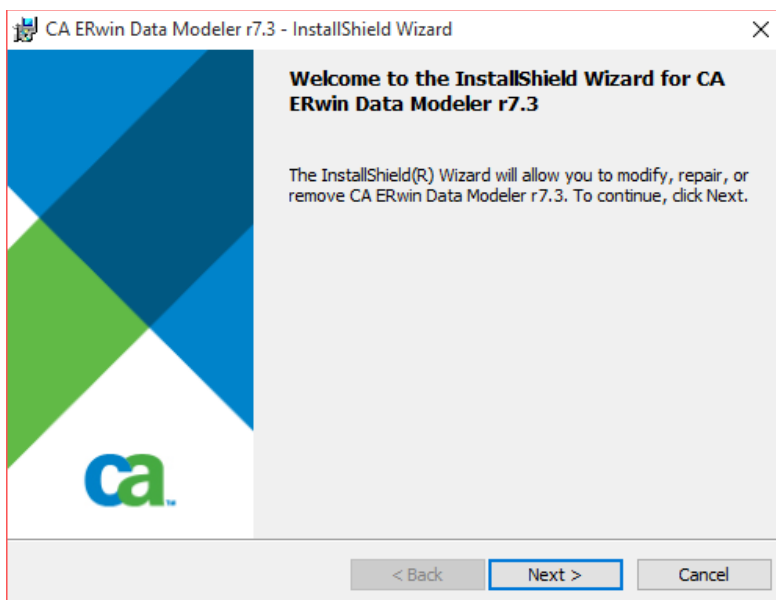 CA ERwin Data Modeler r7.3 - InstallShield Wizard
Welcome to the InstallShield Wizard for CA
ERwin Data Modeler r7.3
The InstallShield(R) Wizard will allow you to modify, repair, or
remove CA ERwin Data Modeler r7.3. To continue, click Next.
ca™
< Back
Next >
Cancel